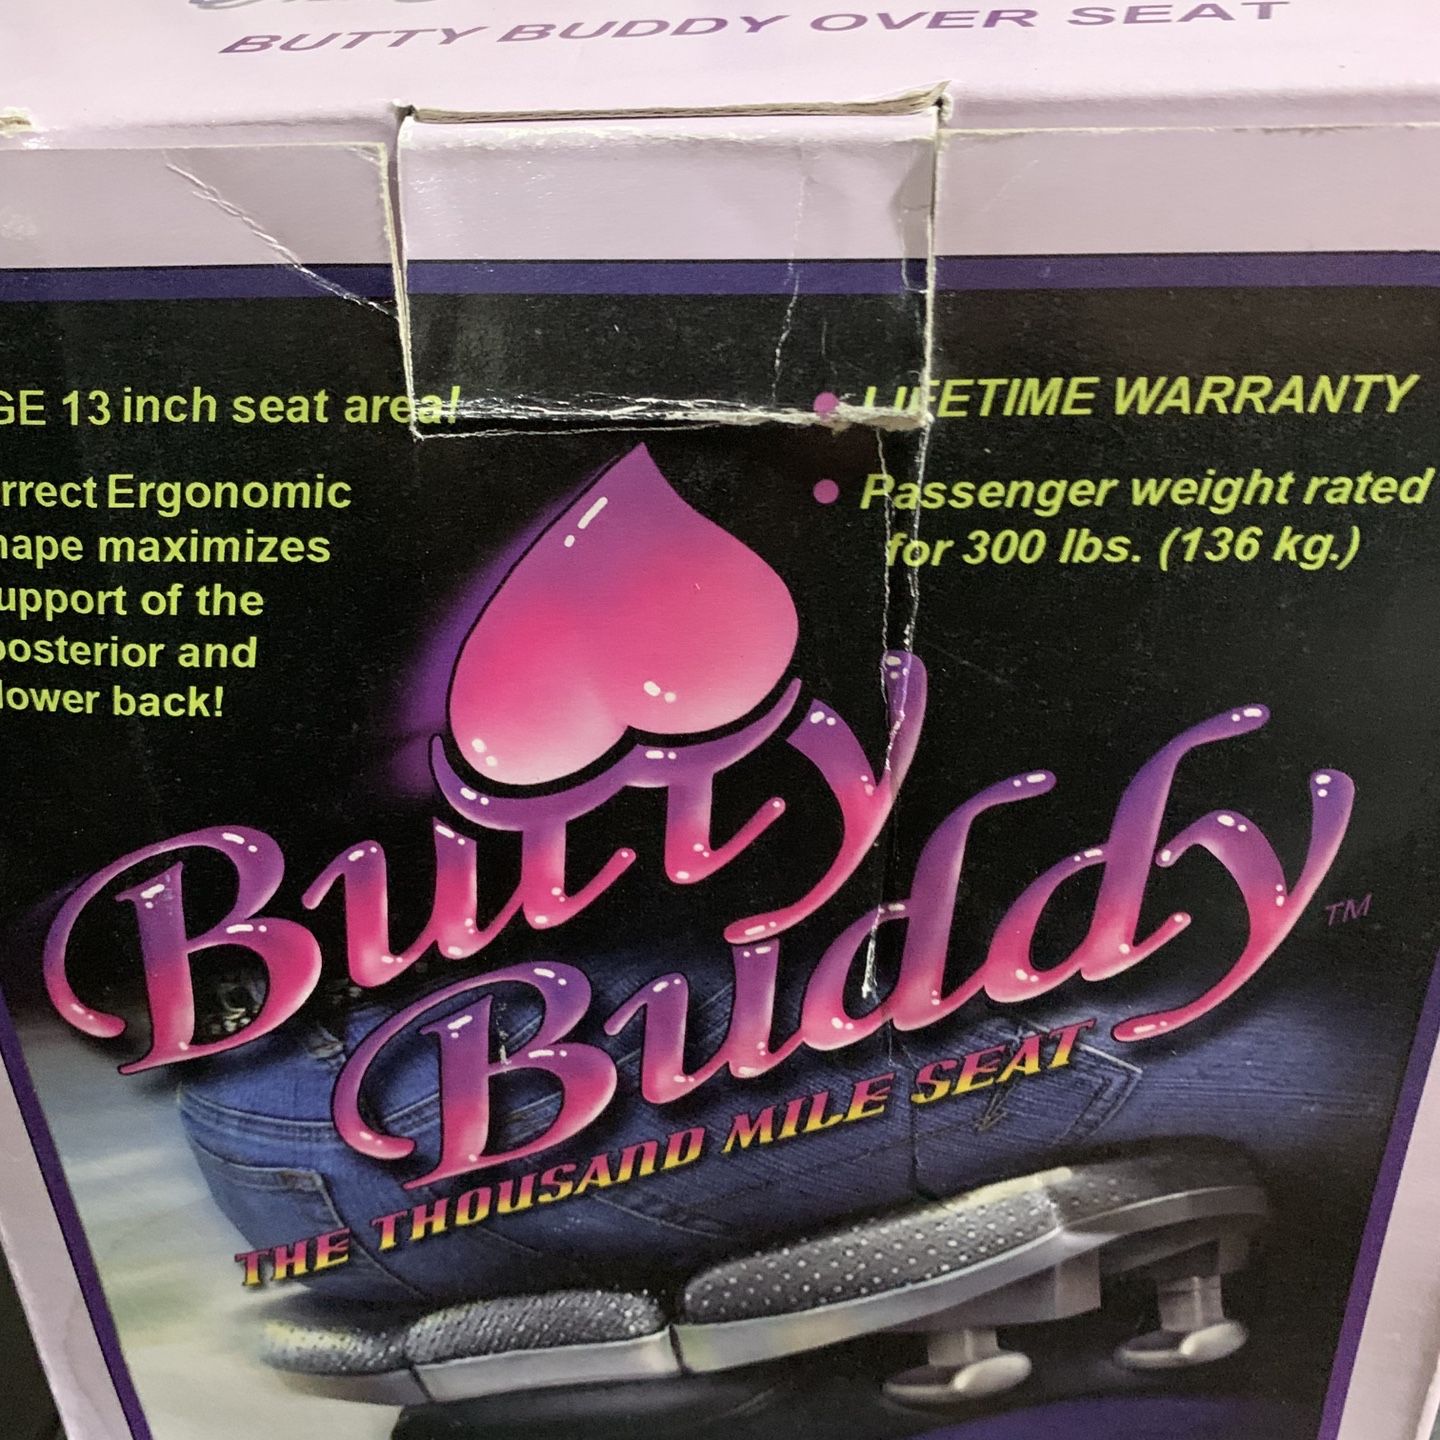 BUTTY BUDDY OVER SEAT
GE 13 inch seat area!
rrect Ergonomic
hape maximizes
upport of the
posterior and
lower back!
• LIFETIME WARRANTY
• Passenger weight rated
for 300 lbs. (136 kg.)
Butty
Buddy TM
THE THOUSAND MILE SEAT